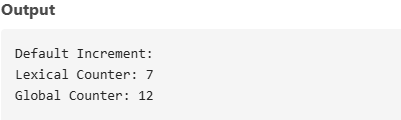 Output
Default Increment:
Lexical Counter: 7
Global Counter: 12